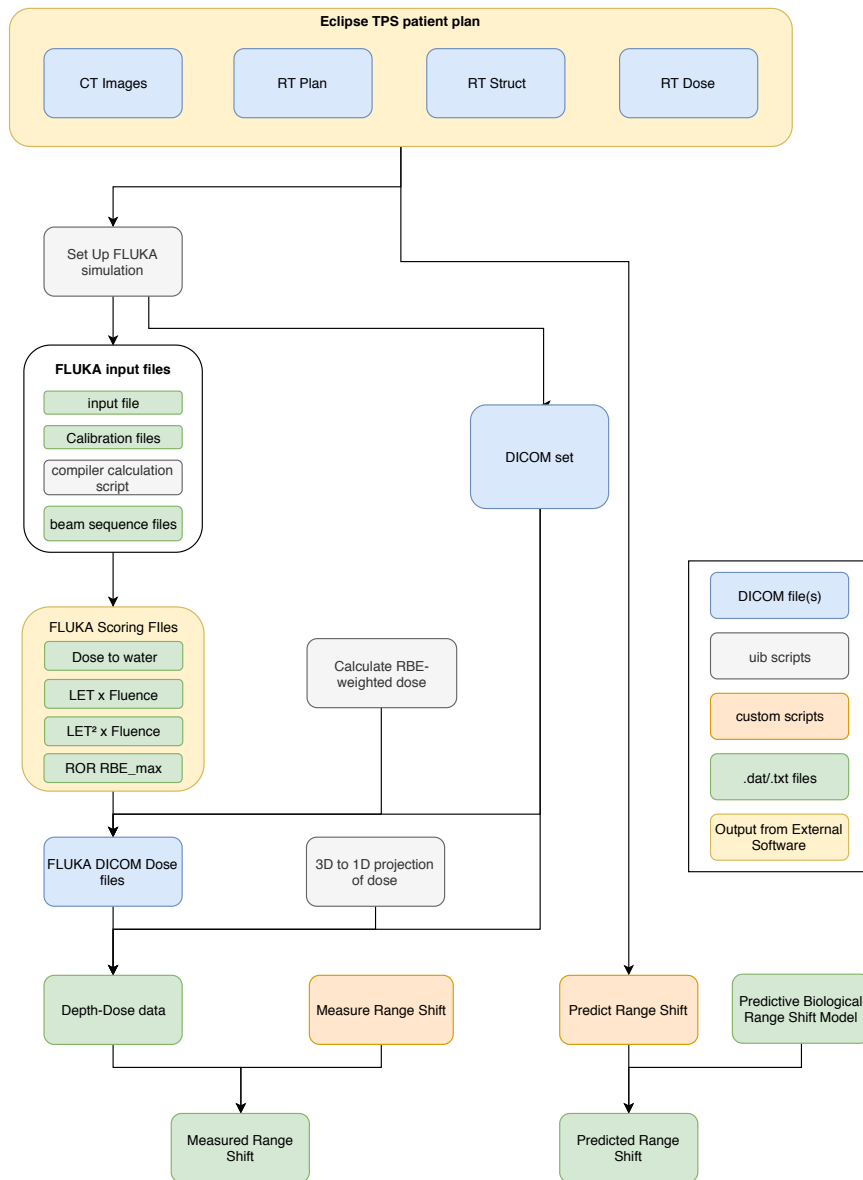 Eclipse TPS patient plan
CT Images
RT Plan
RT Struct
RT Dose
Set Up FLUKA
simulation
FLUKA input files
input file
Calibration files
compiler calculation
script
beam sequence files
DICOM set
FLUKA Scoring FIles
Dose to water
LET x Fluence
LET² x Fluence
ROR RBE_max
Calculate RBE-
weighted dose
DICOM file(s)
uib scripts
custom scripts
.dat/.txt files
Output from External
Software
FLUKA DICOM Dose
files
3D to 1D projection
of dose
Depth-Dose data
Measure Range Shift
Predict Range Shift
Predictive Biological
Range Shift Model
Measured Range
Shift
Predicted Range
Shift